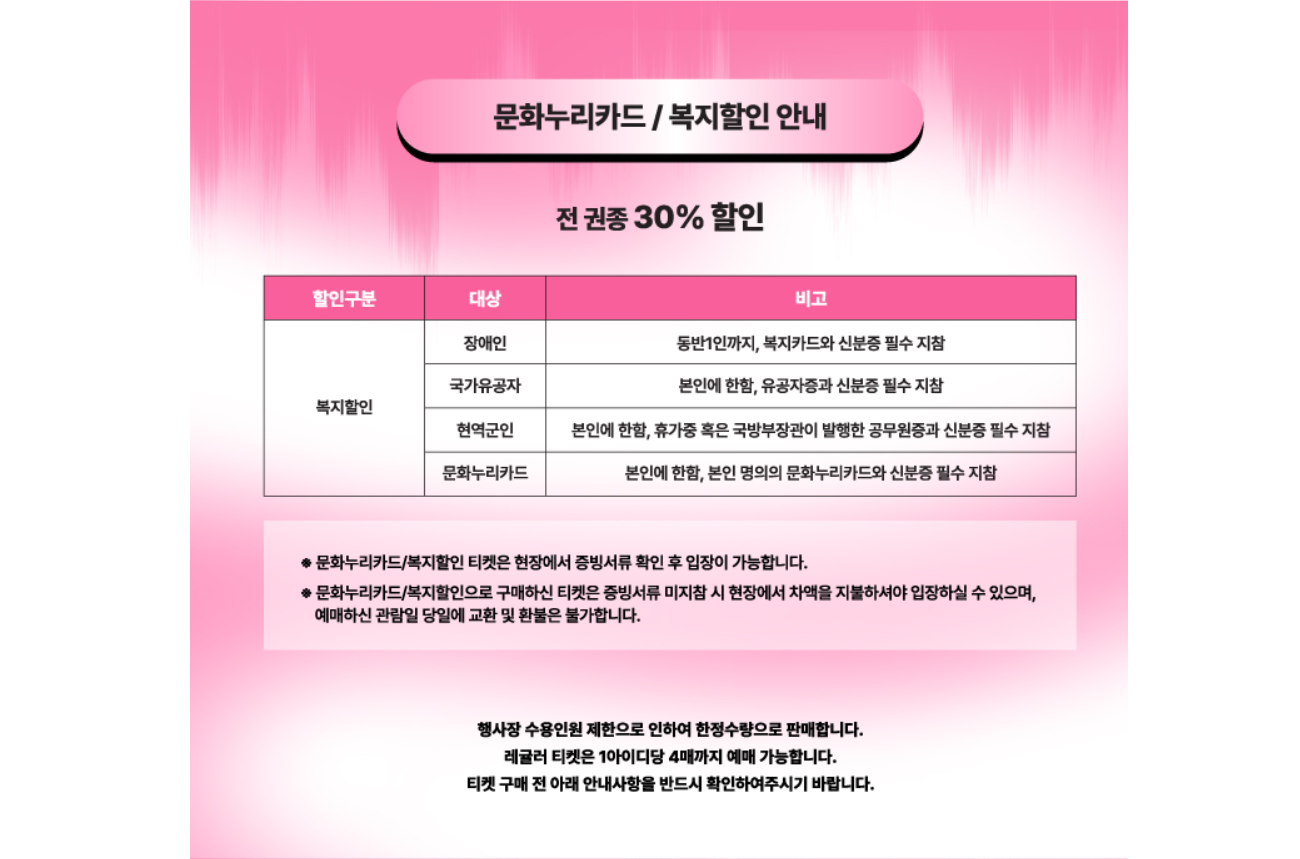 문화누리카드 / 복지할인 안내
전 권종 30% 할인
할인구분 대상 비고
복지할인
장애인 동반1인까지, 복지카드와 신분증 필수 지참
국가유공자 본인에 한함, 유공자증과 신분증 필수 지참
현역군인 본인에 한함, 휴가중 혹은 국방부장관이 발행한 공무원증과 신분증 필수 지참
문화누리카드 본인에 한함, 본인 명의의 문화누리카드와 신분증 필수 지참
※ 문화누리카드/복지할인 티켓은 현장에서 증빙서류 확인 후 입장이 가능합니다.
※ 문화누리카드/복지할인으로 구매하신 티켓은 증빙서류 미지참 시 현장에서 차액을 지불하셔야 입장하실 수 있으며,
예매하신 관람일 당일에 교환 및 환불은 불가합니다.
행사장 수용인원 제한으로 인하여 한정수량으로 판매합니다.
레귤러 티켓은 1아이디당 4매까지 예매 가능합니다.
티켓 구매 전 아래 안내사항을 반드시 확인하여주시기 바랍니다.